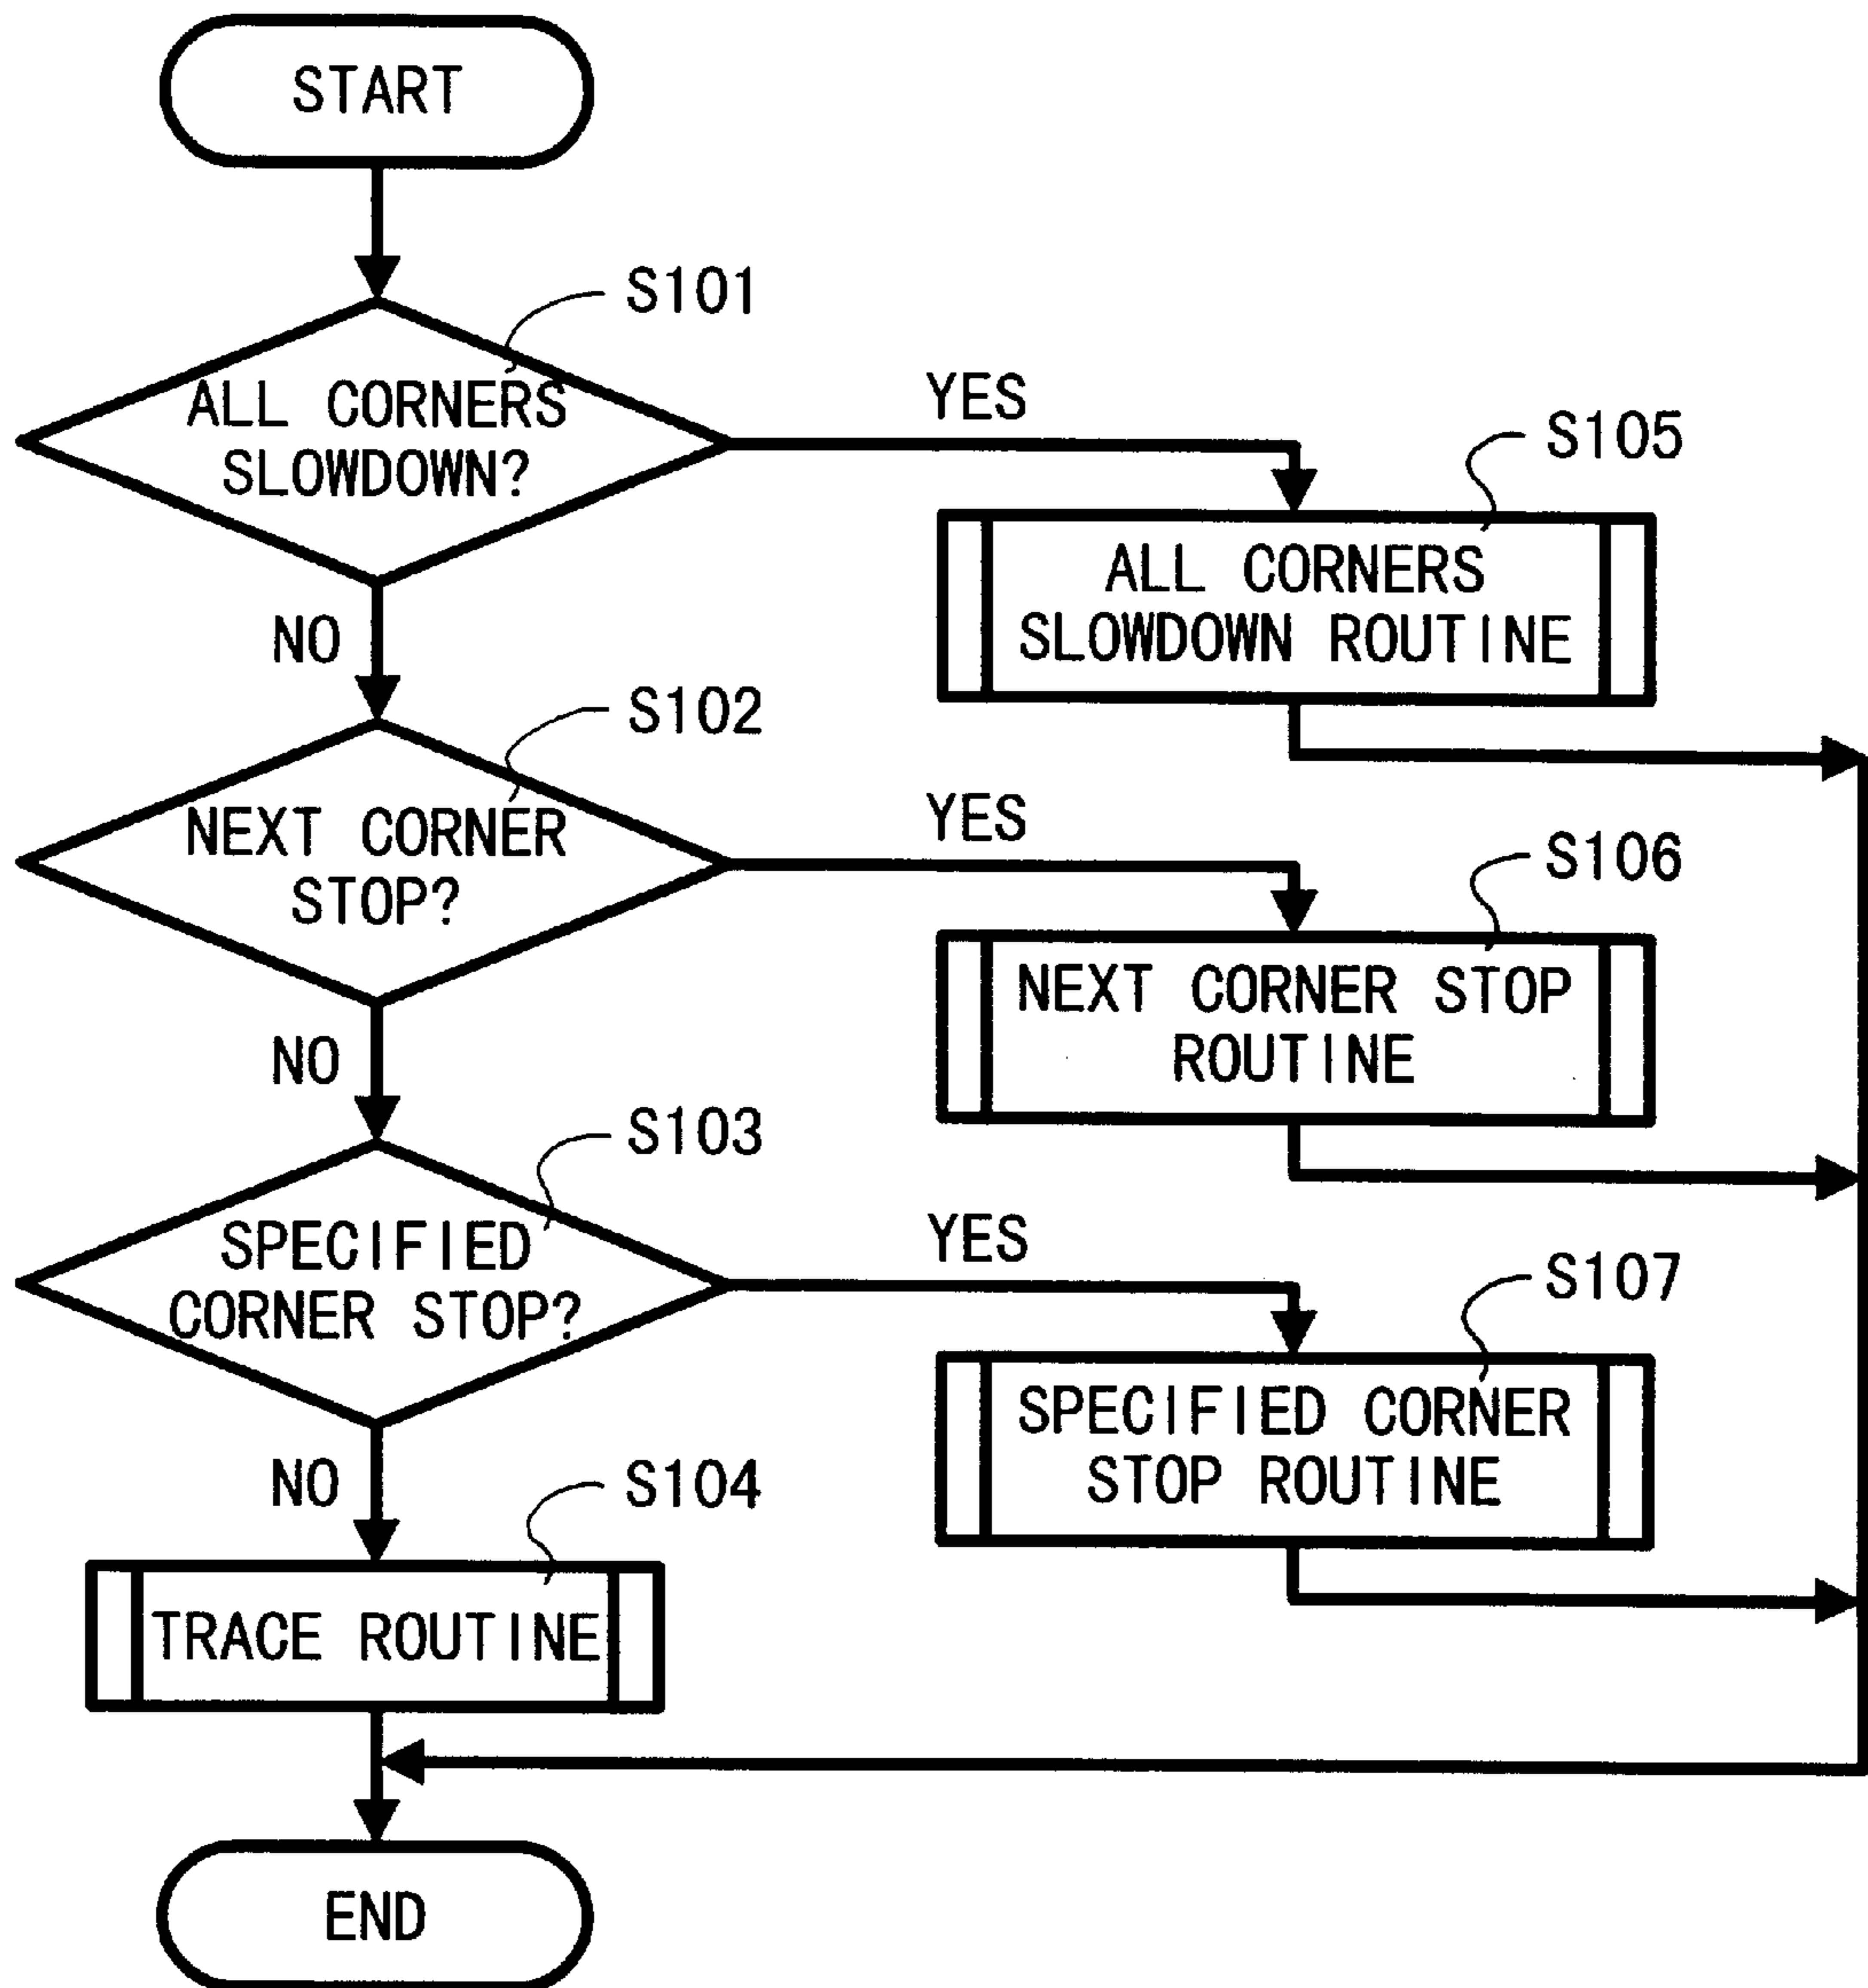 START
S101
ALL CORNERS
SLOWDOWN?
YES
S105
ALL CORNERS
SLOWDOWN ROUTINE
NO
S102
NEXT CORNER
STOP?
YES
S106
NEXT CORNER STOP
ROUTINE
NO
S103
SPECIFIED
CORNER STOP?
YES
S107
SPECIFIED CORNER
STOP ROUTINE
NO
S104
TRACE ROUTINE
END